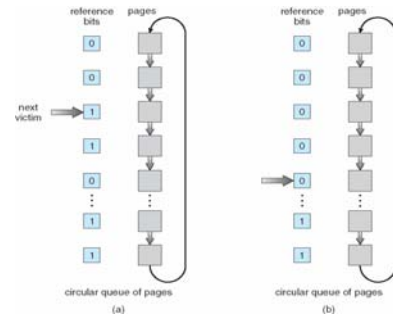 reference bits
pages
0
0
next victim
1
1
0
1
1
circular queue of pages
(a)
reference bits
pages
0
0
0
0
0
1
1
circular queue of pages
(b)